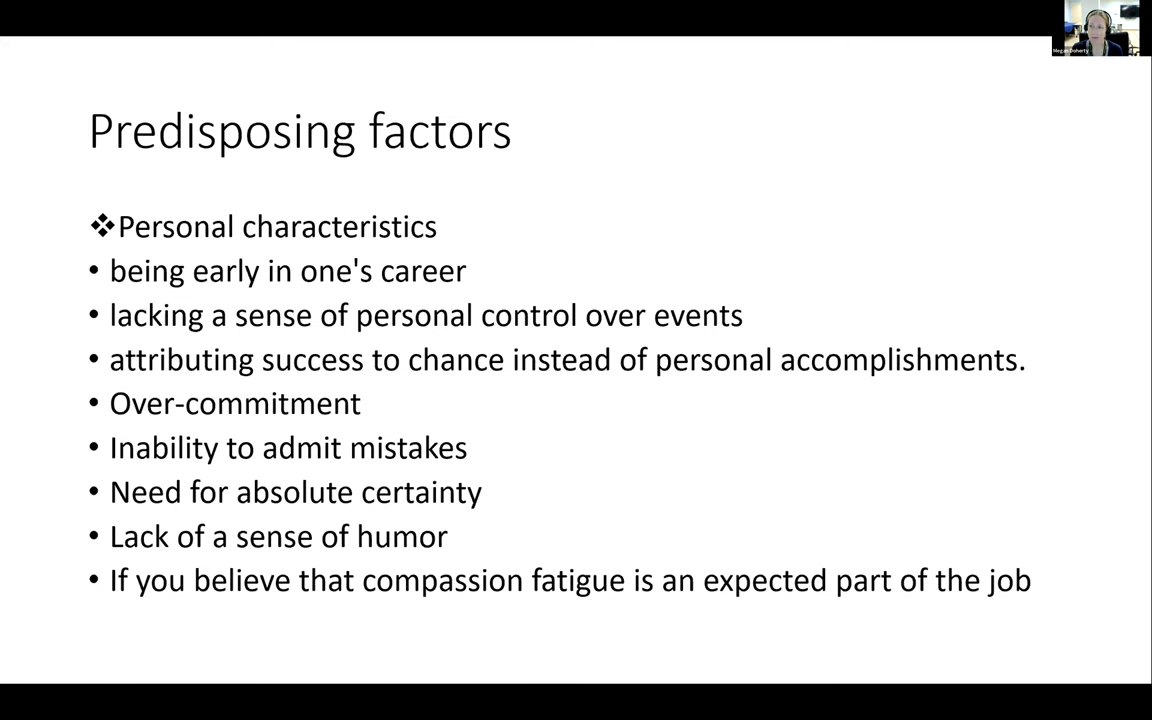 Megan Doherty
Predisposing factors
❖Personal characteristics
• being early in one's career
• lacking a sense of personal control over events
• attributing success to chance instead of personal accomplishments.
• Over-commitment
• Inability to admit mistakes
• Need for absolute certainty
• Lack of a sense of humor
• If you believe that compassion fatigue is an expected part of the job